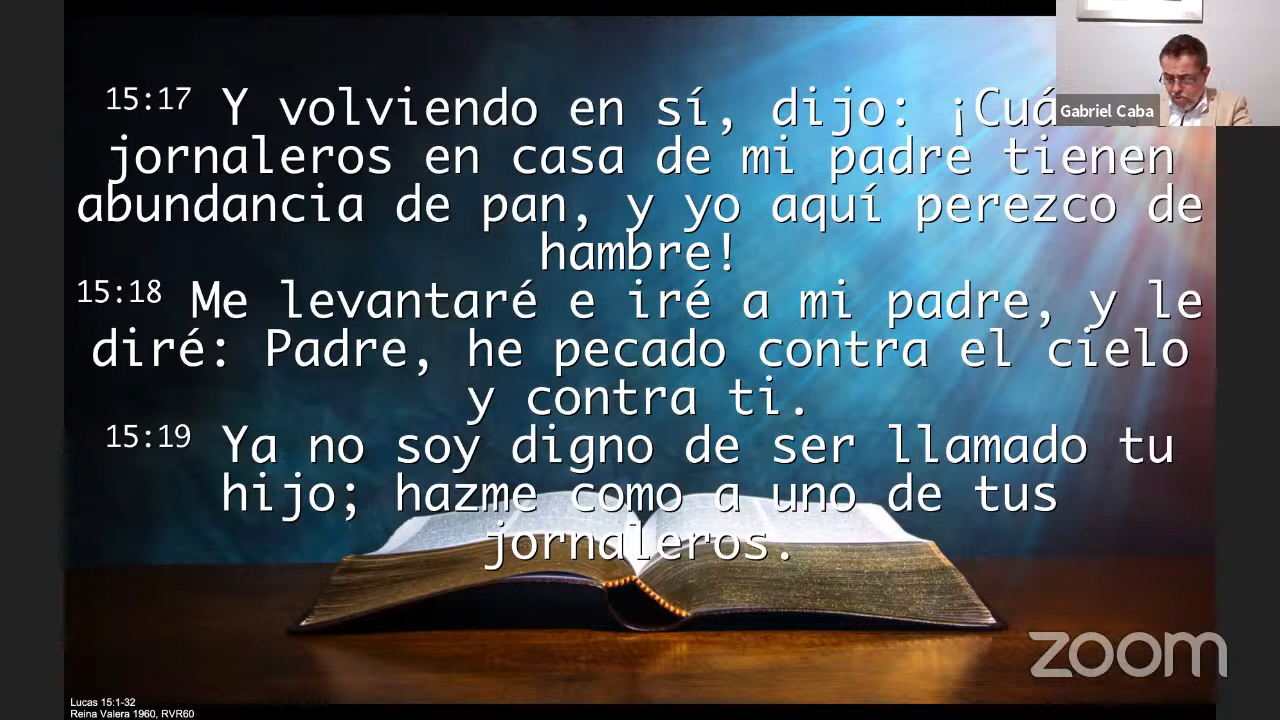 15:17 Y volviendo en sí, dijo: ¡Cuá
jornaleros en casa de mi padre tienen
abundancia de pan, y yo aquí perezco de
hambre!
15:18 Me levantaré e iré a mi padre, y le
diré: Padre, he pecado contra el cielo
y contra ti.
15:19 Ya no soy digno de ser llamado tu
hijo; hazme como a uno de tus
jornaleros.
Gabriel Caba
zoom
Lucas 15:1-32
Reina Valera 1960, RVR60